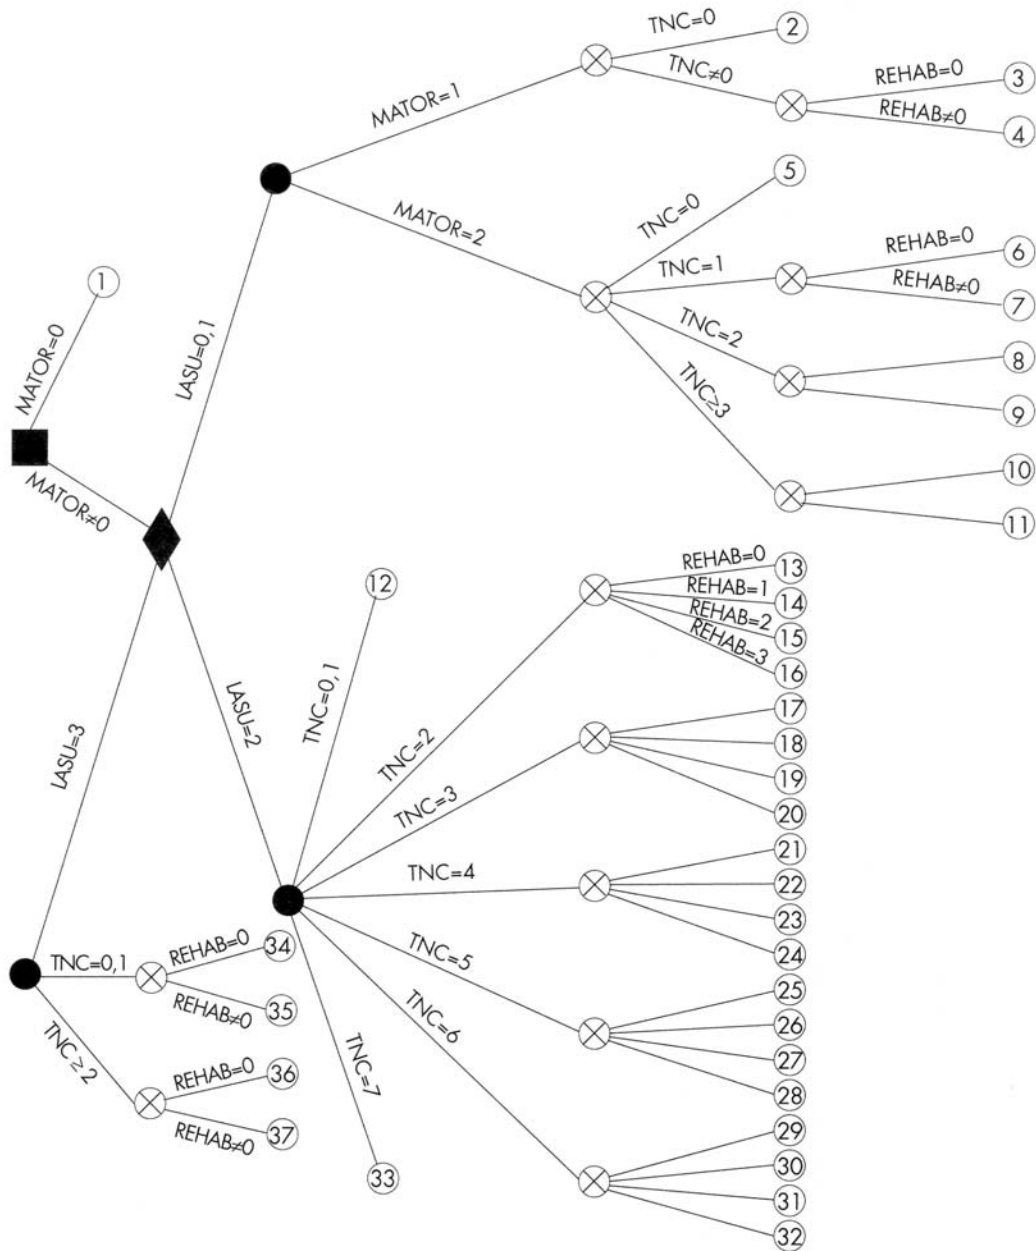 TNC=0
2
MATOR=1
TNC≠0
REHAB=0
3
REHAB≠0
4
5
MATOR=2
TNC=0
REHAB=0
6
TNC=1
REHAB≠0
7
1
MATOR=0
LASU=0,1
TNC=2
8
9
TNC≥3
10
MATOR≠0
11
12
REHAB=0
13
REHAB=1
14
REHAB=2
15
REHAB=3
16
TNC=0,1
LASU=2
LASU=3
TNC=2
17
18
TNC=3
19
20
21
TNC=4
22
23
24
TNC=0,1
REHAB=0
34
TNC=5
REHAB≠0
35
25
26
TNC=6
27
28
TNC≥2
REHAB=0
36
TNC=7
REHAB≠0
37
29
33
30
31
32